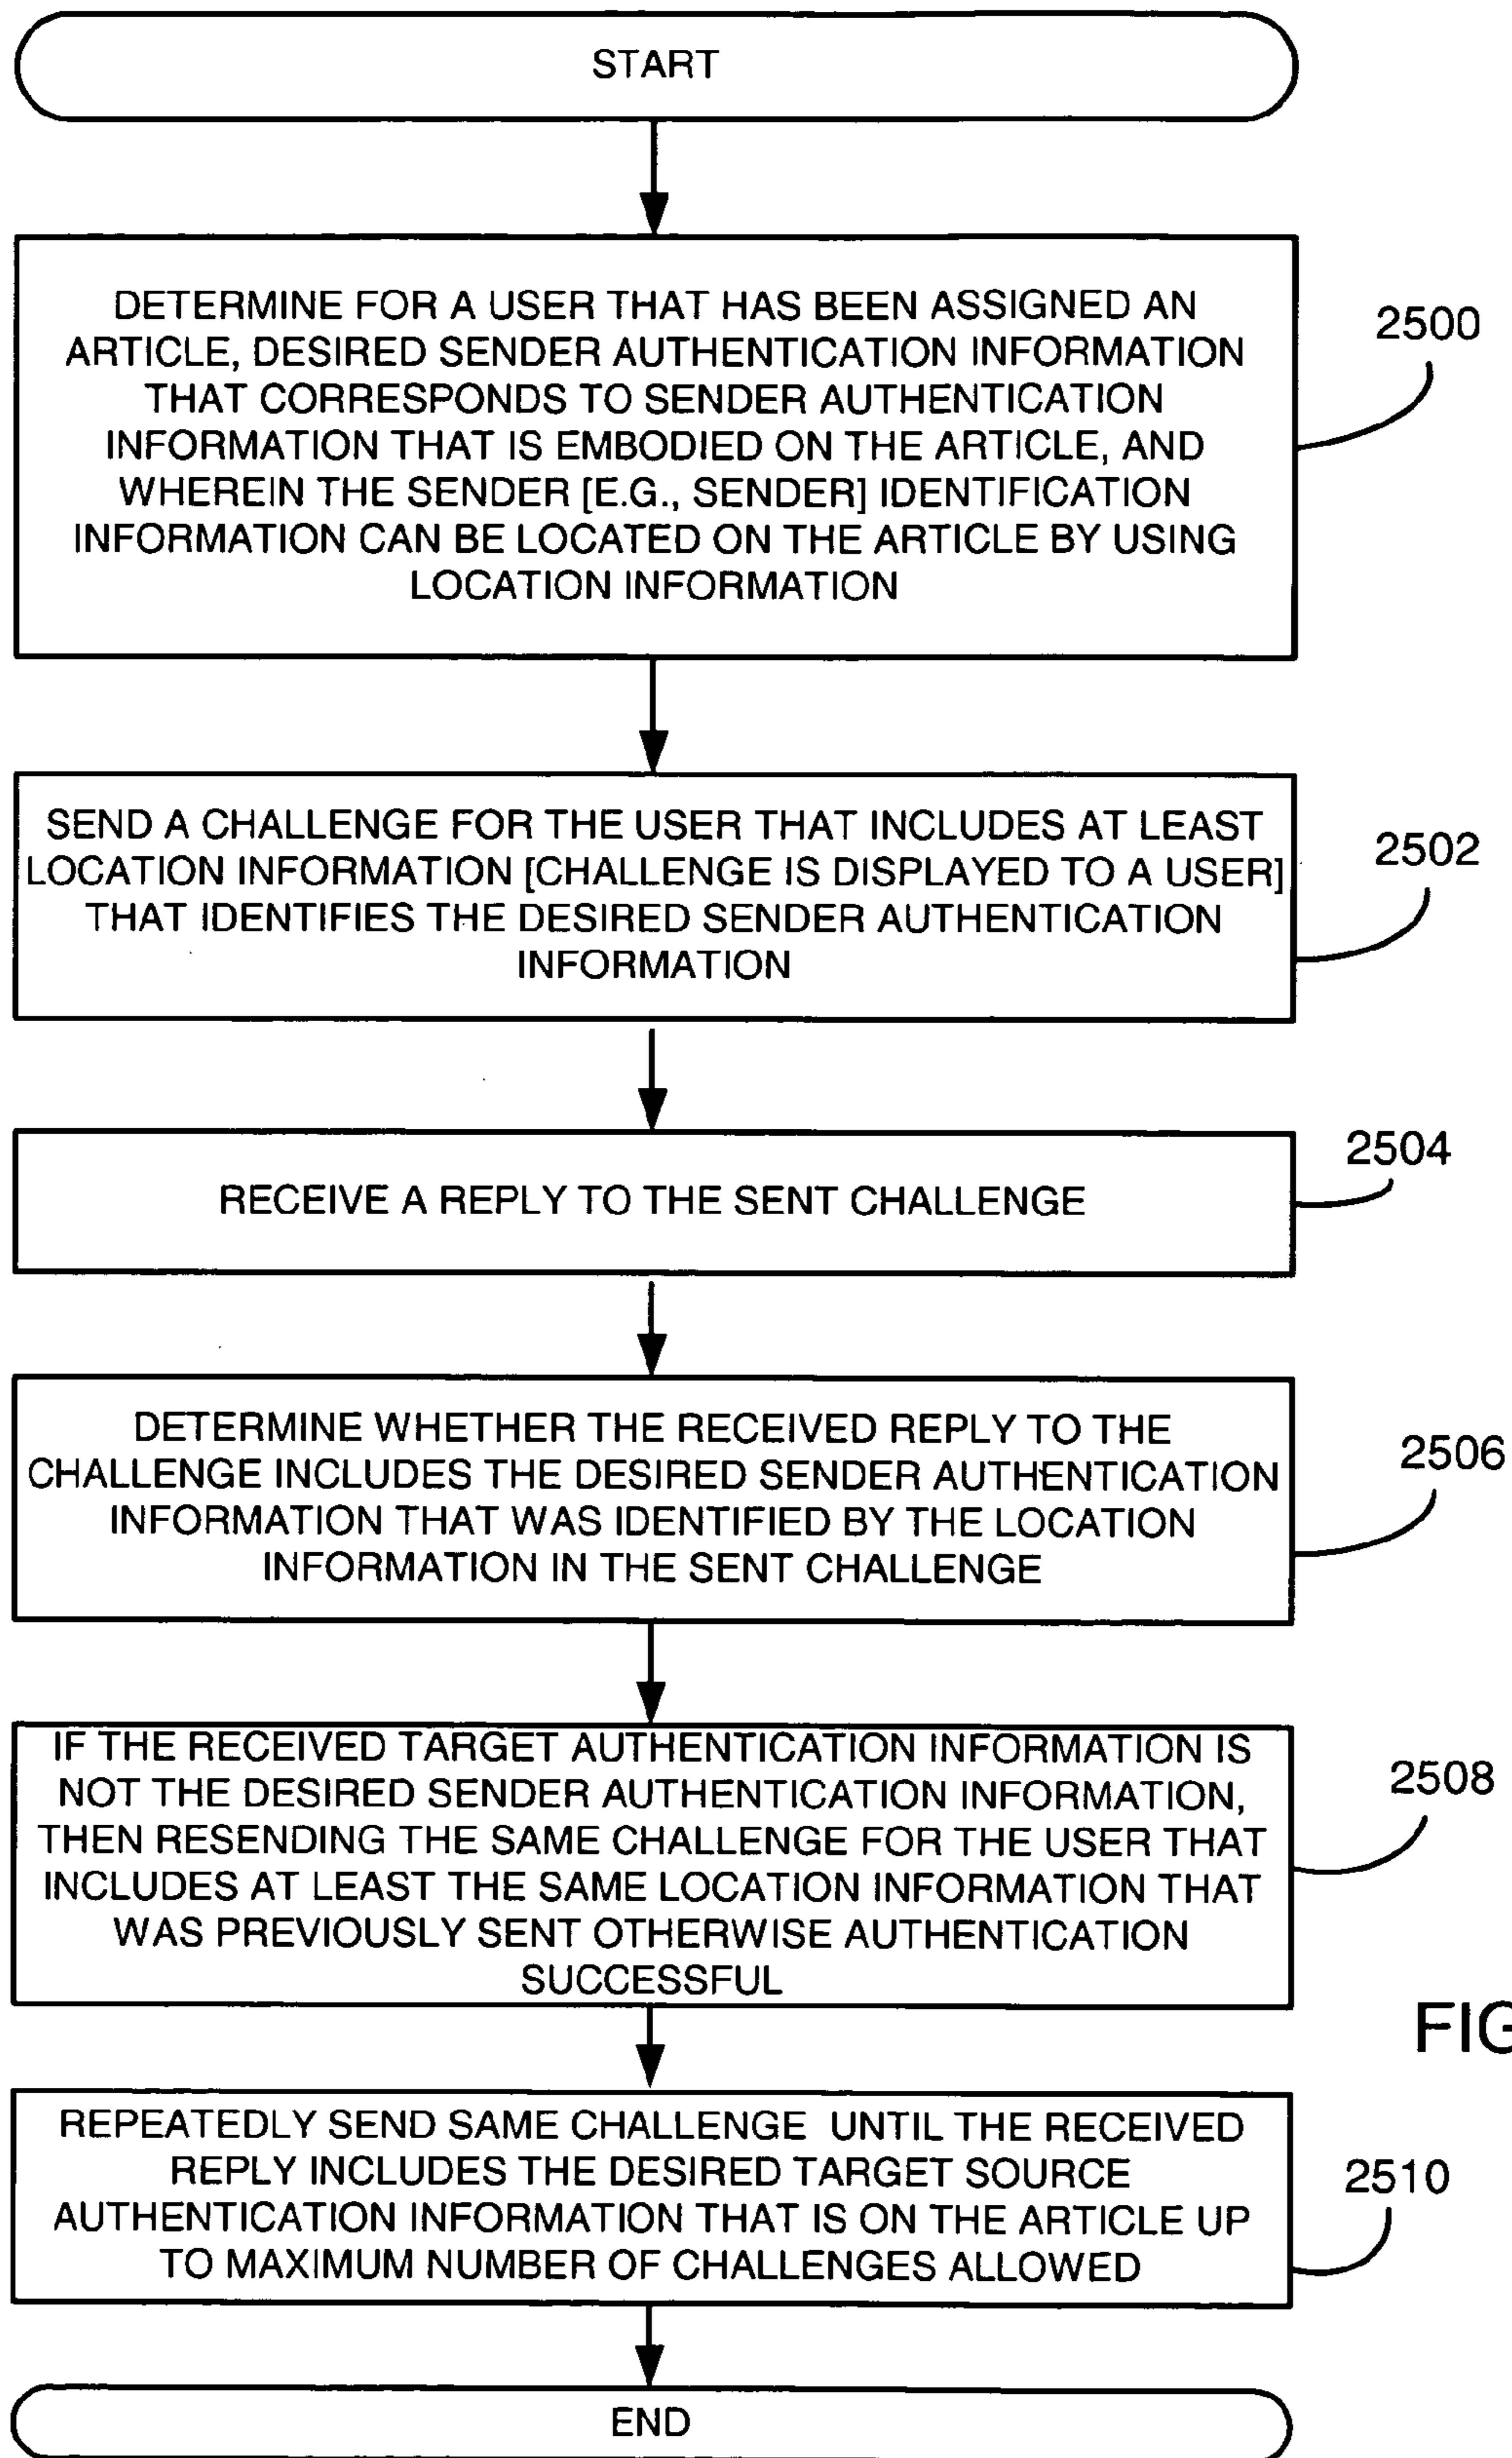 START
DETERMINE FOR A USER THAT HAS BEEN ASSIGNED AN
ARTICLE, DESIRED SENDER AUTHENTICATION INFORMATION
THAT CORRESPONDS TO SENDER AUTHENTICATION
INFORMATION THAT IS EMBODIED ON THE ARTICLE, AND
WHEREIN THE SENDER [E.G., SENDER] IDENTIFICATION
INFORMATION CAN BE LOCATED ON THE ARTICLE BY USING
LOCATION INFORMATION
2500
SEND A CHALLENGE FOR THE USER THAT INCLUDES AT LEAST
LOCATION INFORMATION [CHALLENGE IS DISPLAYED TO A USER]
THAT IDENTIFIES THE DESIRED SENDER AUTHENTICATION
INFORMATION
2502
RECEIVE A REPLY TO THE SENT CHALLENGE
2504
DETERMINE WHETHER THE RECEIVED REPLY TO THE
CHALLENGE INCLUDES THE DESIRED SENDER AUTHENTICATION
INFORMATION THAT WAS IDENTIFIED BY THE LOCATION
INFORMATION IN THE SENT CHALLENGE
2506
IF THE RECEIVED TARGET AUTHENTICATION INFORMATION IS
NOT THE DESIRED SENDER AUTHENTICATION INFORMATION,
THEN RESENDING THE SAME CHALLENGE FOR THE USER THAT
INCLUDES AT LEAST THE SAME LOCATION INFORMATION THAT
WAS PREVIOUSLY SENT OTHERWISE AUTHENTICATION
SUCCESSFUL
2508
FIG
REPEATEDLY SEND SAME CHALLENGE UNTIL THE RECEIVED
REPLY INCLUDES THE DESIRED TARGET SOURCE
AUTHENTICATION INFORMATION THAT IS ON THE ARTICLE UP
TO MAXIMUM NUMBER OF CHALLENGES ALLOWED
2510
END